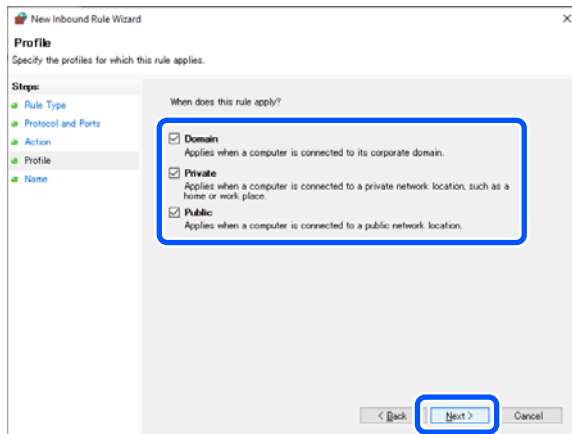 New Inbound Rule Wizard
Profile
Specify the profiles for which this rule applies.
Steps:
Rule Type
Protocol and Ports
Action
Profile
Name
When does this rule apply?
Domain
Applies when a computer is connected to its corporate domain.
Private
Applies when a computer is connected to a private network location, such as a
home or work place.
Public
Applies when a computer is connected to a public network location.
< Back
Next >
Cancel